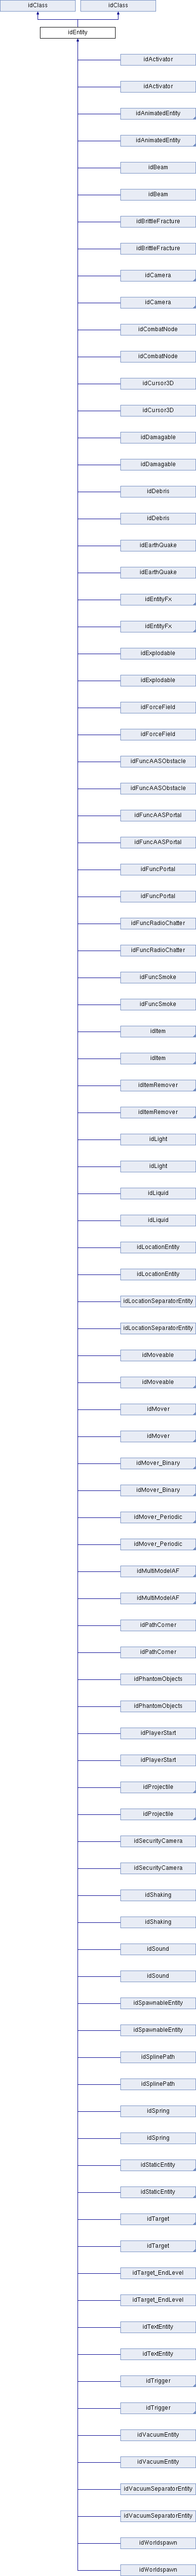 idClass
idClass
idEntity
idActivator
idActivator
idAnimatedEntity
idAnimatedEntity
idBeam
idBeam
idBrittleFracture
idBrittleFracture
idCamera
idCamera
idCombatNode
idCombatNode
idCursor3D
idCursor3D
idDamagable
idDamagable
idDebris
idDebris
idEarthQuake
idEarthQuake
idEntityFx
idEntityFx
idExplodable
idExplodable
idForceField
idForceField
idFuncAASObstacle
idFuncAASObstacle
idFuncAASPortal
idFuncAASPortal
idFuncPortal
idFuncPortal
idFuncRadioChatter
idFuncRadioChatter
idFuncSmoke
idFuncSmoke
idItem
idItem
idItemRemover
idItemRemover
idLight
idLight
idLiquid
idLiquid
idLocationEntity
idLocationEntity
idLocationSeparatorEntity
idLocationSeparatorEntity
idMoveable
idMoveable
idMover
idMover
idMover_Binary
idMover_Binary
idMover_Periodic
idMover_Periodic
idMultiModelAF
idMultiModelAF
idPathCorner
idPathCorner
idPhantomObjects
idPhantomObjects
idPlayerStart
idPlayerStart
idProjectile
idProjectile
idSecurityCamera
idSecurityCamera
idShaking
idShaking
idSound
idSound
idSpawnableEntity
idSpawnableEntity
idSplinePath
idSplinePath
idSpring
idSpring
idStaticEntity
idStaticEntity
idTarget
idTarget
idTarget_EndLevel
idTarget_EndLevel
idTextEntity
idTextEntity
idTrigger
idTrigger
idVacuumEntity
idVacuumEntity
idVacuumSeparatorEntity
idVacuumSeparatorEntity
idWorldspawn
idWorldspawn